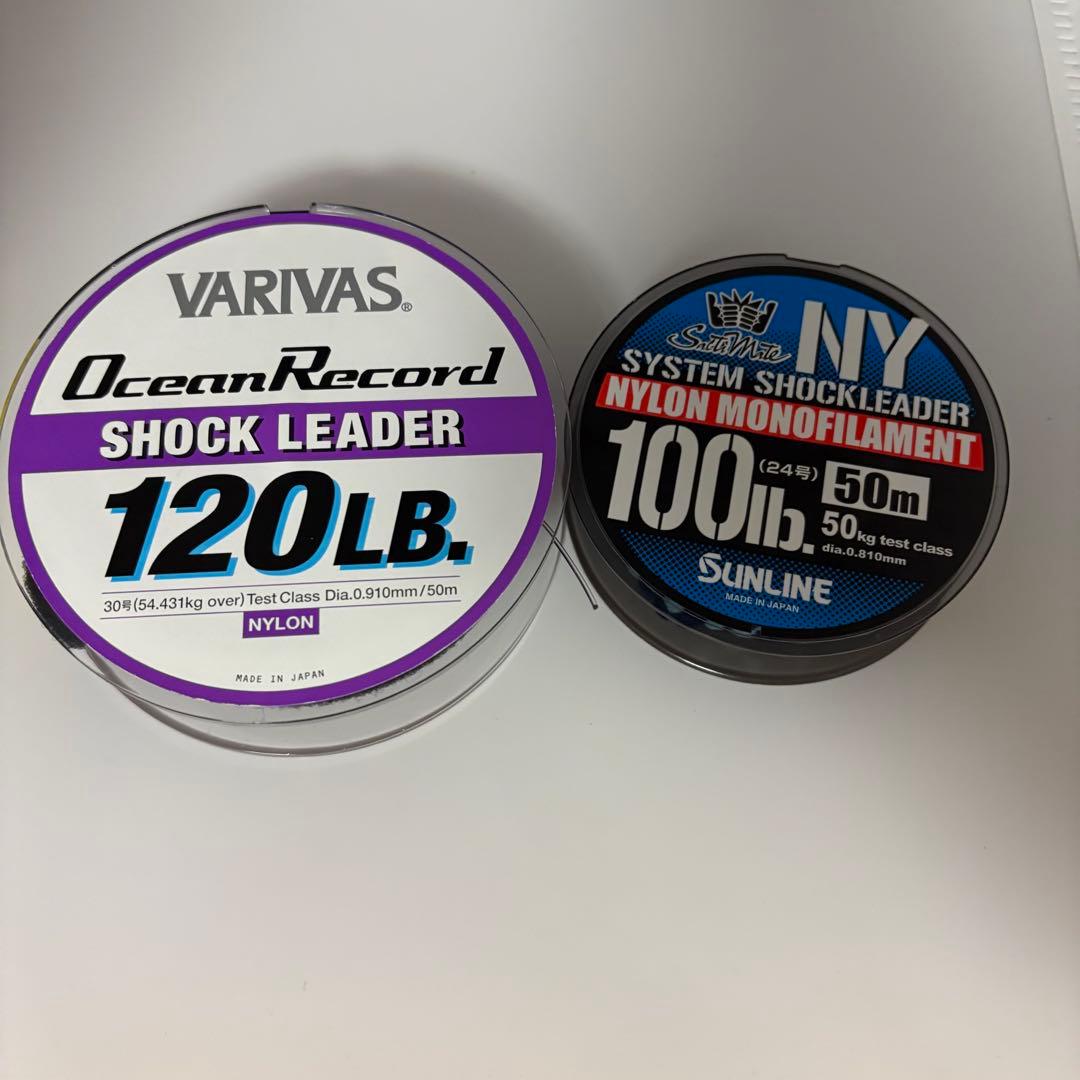 VARIVAS®
OceanRecord
SHOCK LEADER
120LB.
30号(54.431kg over) Test Class Dia.0.910mm/50m
NYLON
MADE IN JAPAN
SaltiMate
NY
SYSTEM SHOCKLEADER
NYLON MONOFILAMENT
100lb.
(24号)
50m
50kg test class
dia.0.810mm
SUNLINE
MADE IN JAPAN